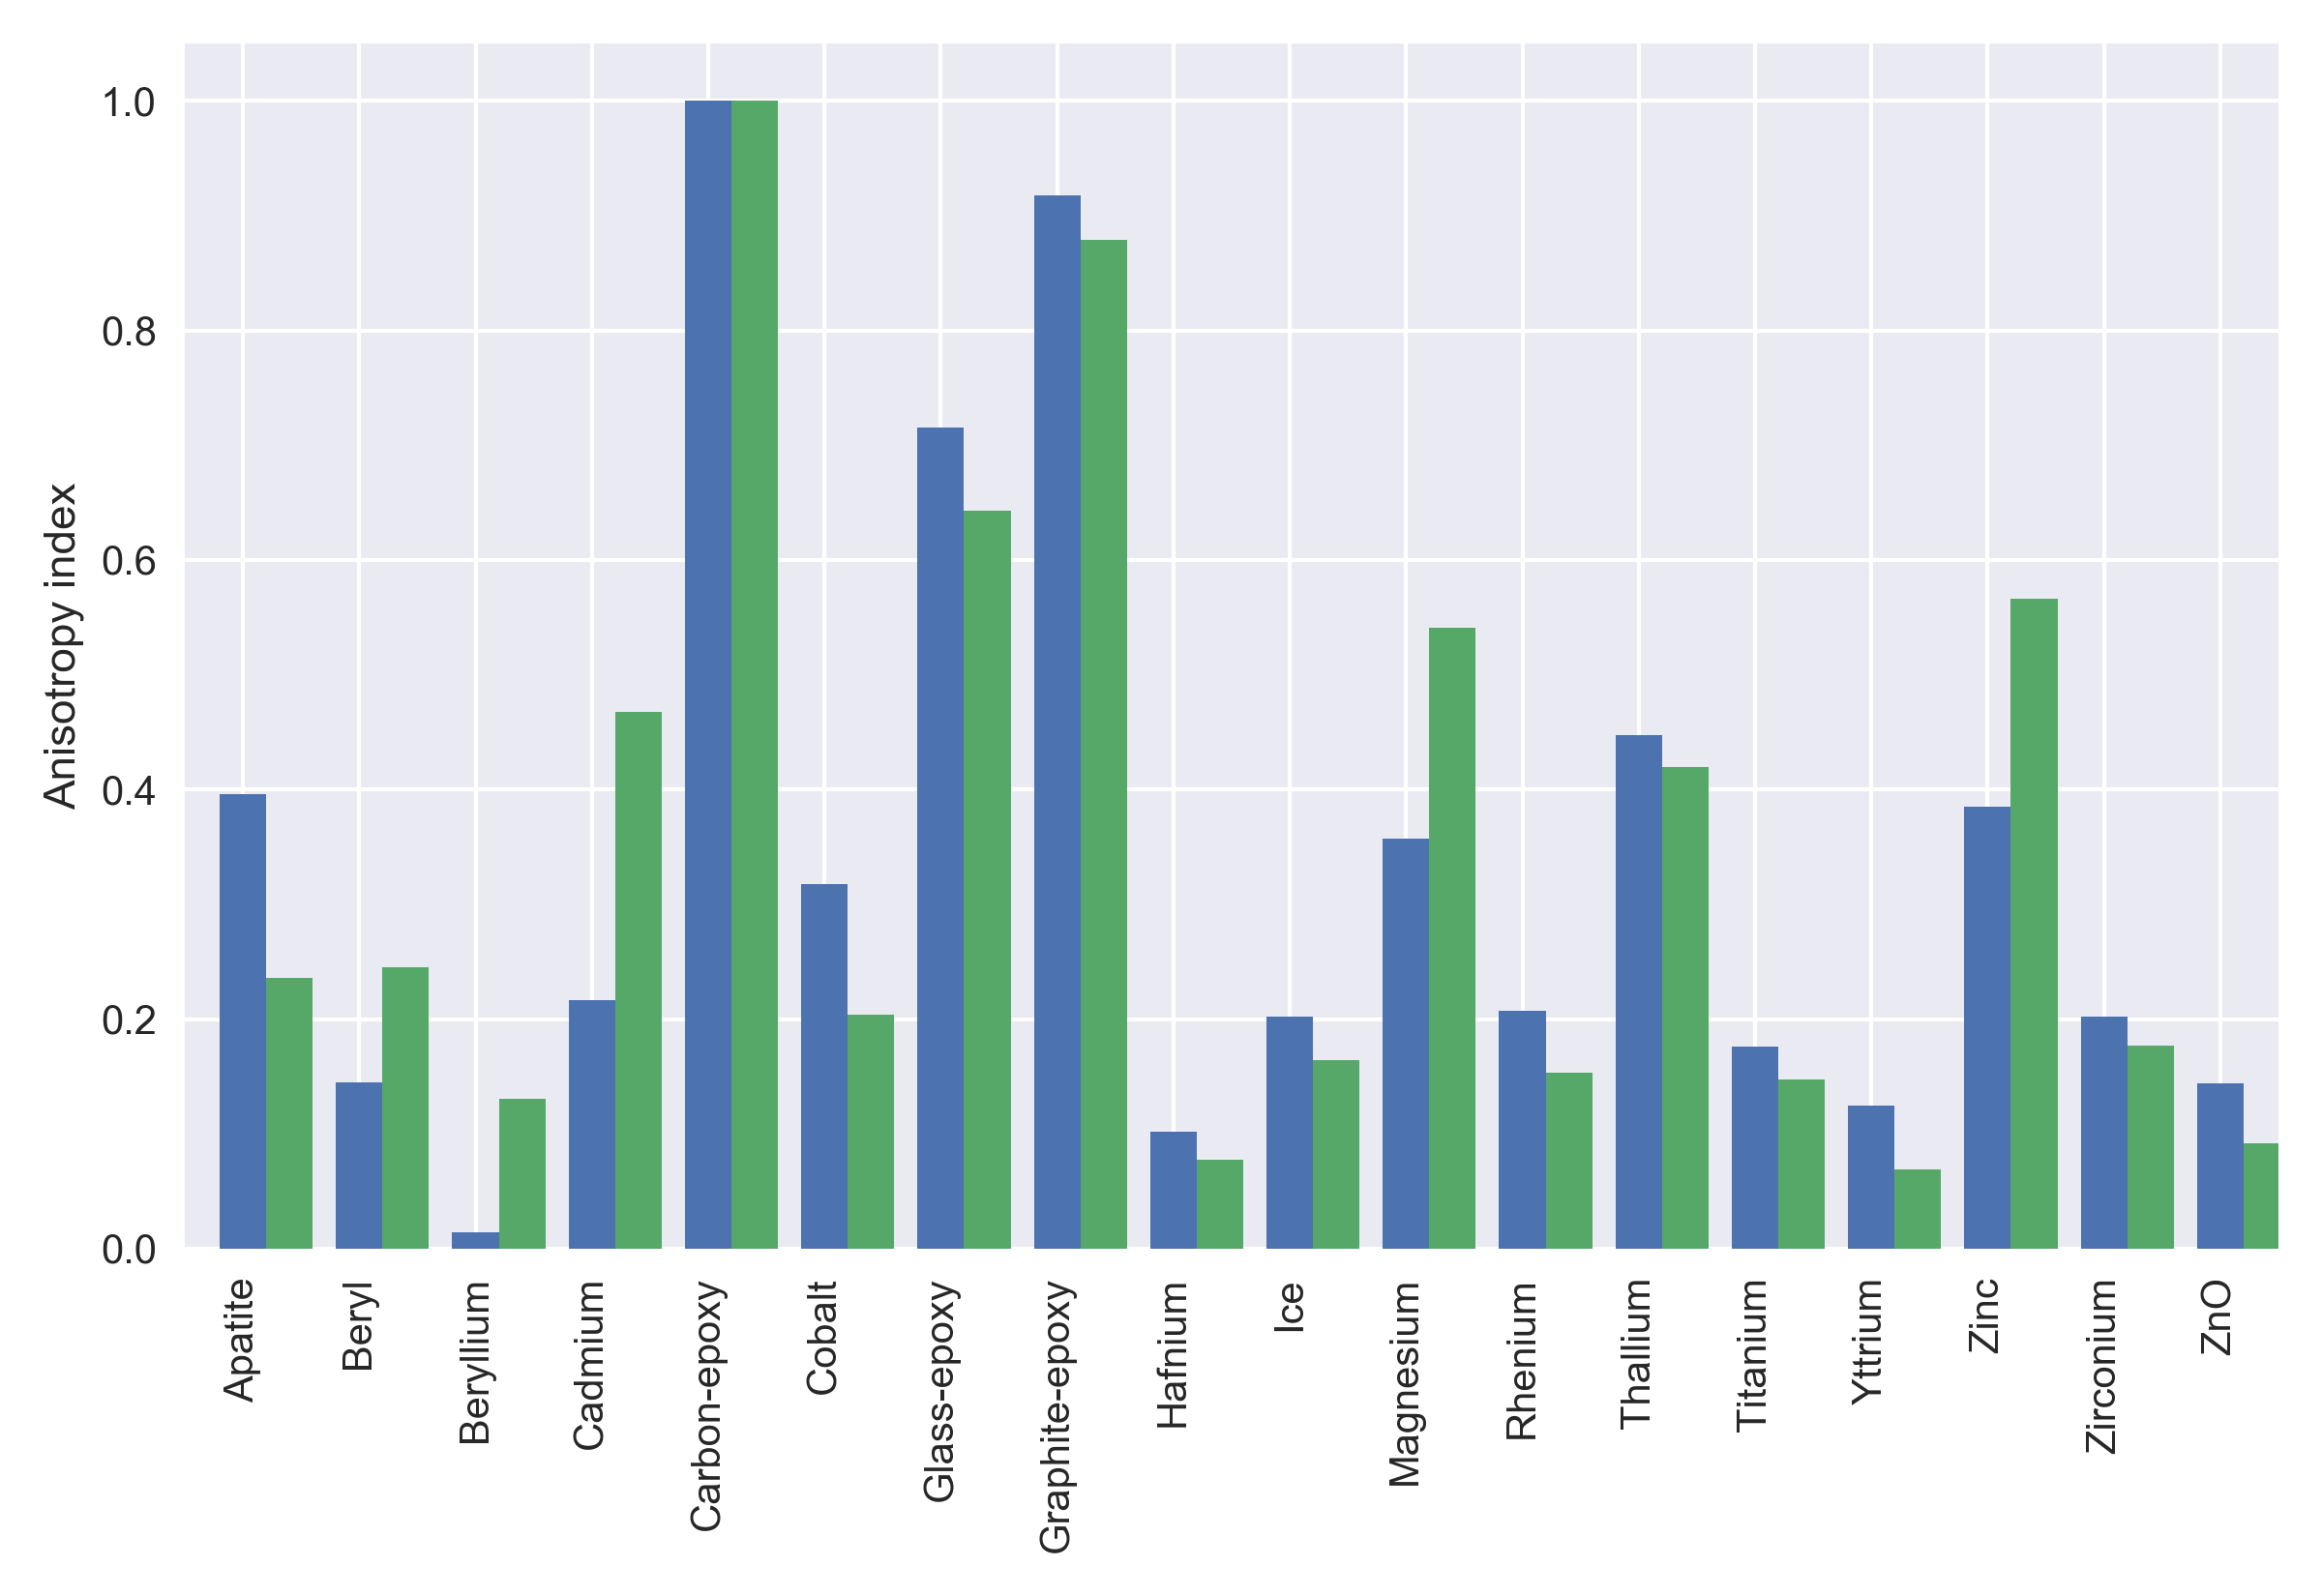 Anisotropy index
1.0
0.8
0.6
0.4
0.2
0.0
Apatite
Beryl
Beryllium
Cadmium
Carbon-epoxy
Cobalt
Glass-epoxy
Graphite-epoxy
Hafnium
Ice
Magnesium
Rhenium
Thallium
Titanium
Yttrium
Zinc
Zirconium
ZnO